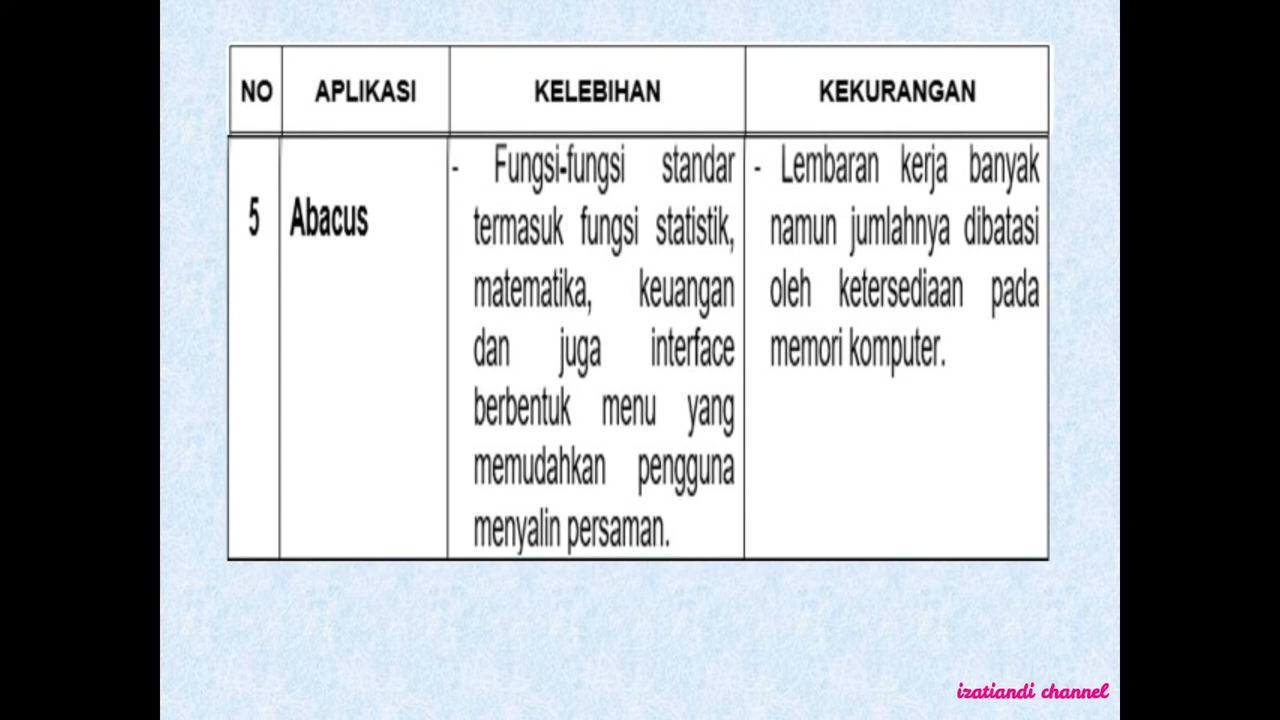 NO APLIKASI KELEBIHAN KEKURANGAN
5 Abacus
- Fungsi-fungsi standar
termasuk fungsi statistik,
matematika, keuangan
dan juga interface
berbentuk menu yang
memudahkan pengguna
menyalin persaman.
- Lembaran kerja banyak
namun jumlahnya dibatasi
oleh ketersediaan pada
memori komputer.
izatiandi channel